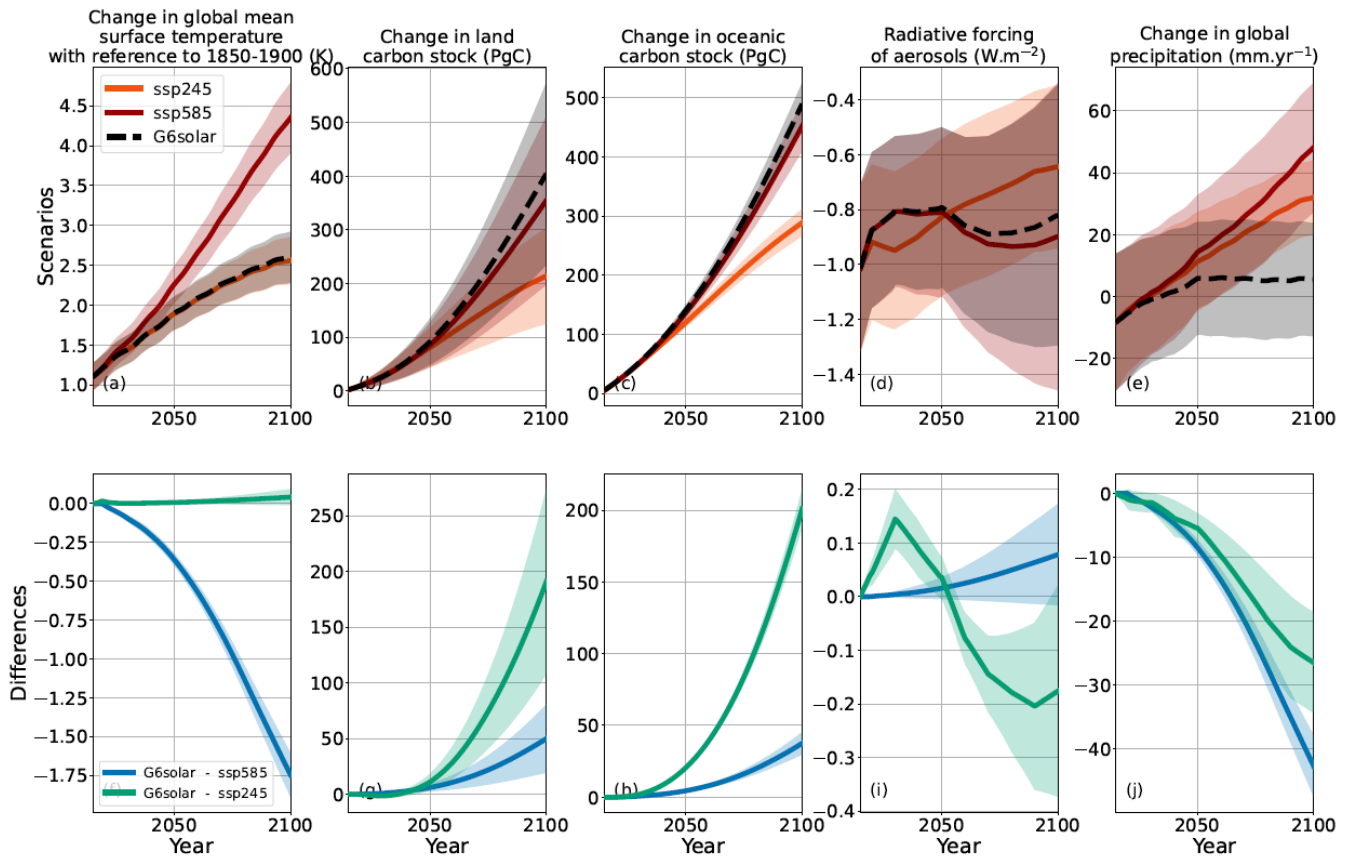 Change in global mean
surface temperature
with reference to 1850-1900 (K)
Change in land
carbon stock (PgC)
Change in oceanic
carbon stock (PgC)
Radiative forcing
of aerosols (W.m−2)
Change in global
precipitation (mm.yr−1)
Scenarios
4.5
4.0
3.5
3.0
2.5
2.0
1.5
1.0
ssp245
ssp585
G6solar
(a)
2050
2100
600
500
400
300
200
100
0
(b)
2050
2100
500
400
300
200
100
0
(c)
2050
2100
−0.4
−0.6
−0.8
−1.0
−1.2
−1.4
(d)
2050
2100
60
40
20
0
−20
(e)
2050
2100
Differences
0.00
−0.25
−0.50
−0.75
−1.00
−1.25
−1.50
−1.75
G6solar - ssp585
G6solar - ssp245
(f)
2050
2100
Year
250
200
150
100
50
0
(g)
2050
2100
Year
200
150
100
50
0
(h)
2050
2100
Year
0.2
0.1
0.0
−0.1
−0.2
−0.3
−0.4
(i)
2050
2100
Year
0
−10
−20
−30
−40
(j)
2050
2100
Year